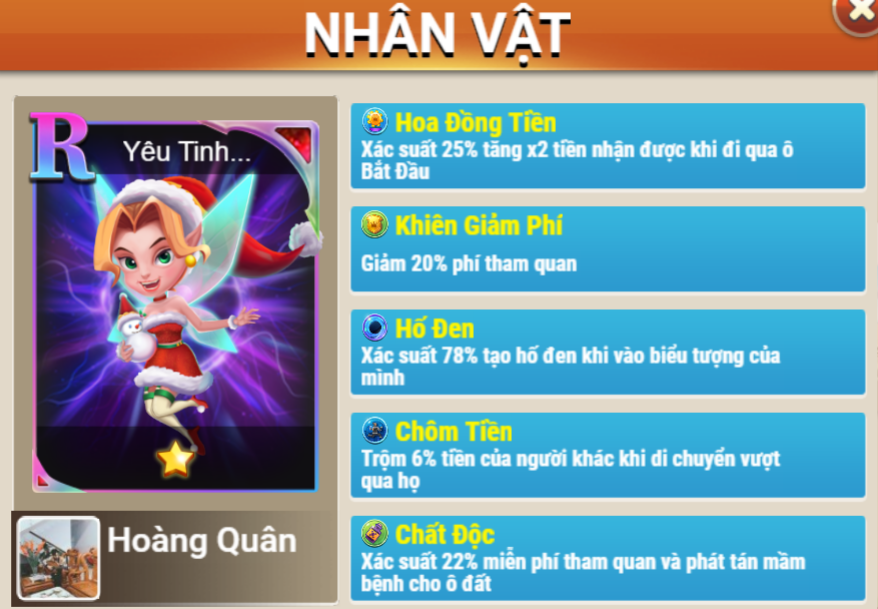 NHÂN VẬT
R
Yêu Tinh...
Hoàng Quân
Hoa Đồng Tiền
Xác suất 25% tăng x2 tiền nhận được khi đi qua ô
Bắt Đầu
Khiên Giảm Phí
Giảm 20% phí tham quan
Hố Đen
Xác suất 78% tạo hố đen khi vào biểu tượng của
mình
Chôm Tiền
Trộm 6% tiền của người khác khi di chuyển vượt
qua họ
Chất Độc
Xác suất 22% miễn phí tham quan và phát tán mầm
bệnh cho ô đất